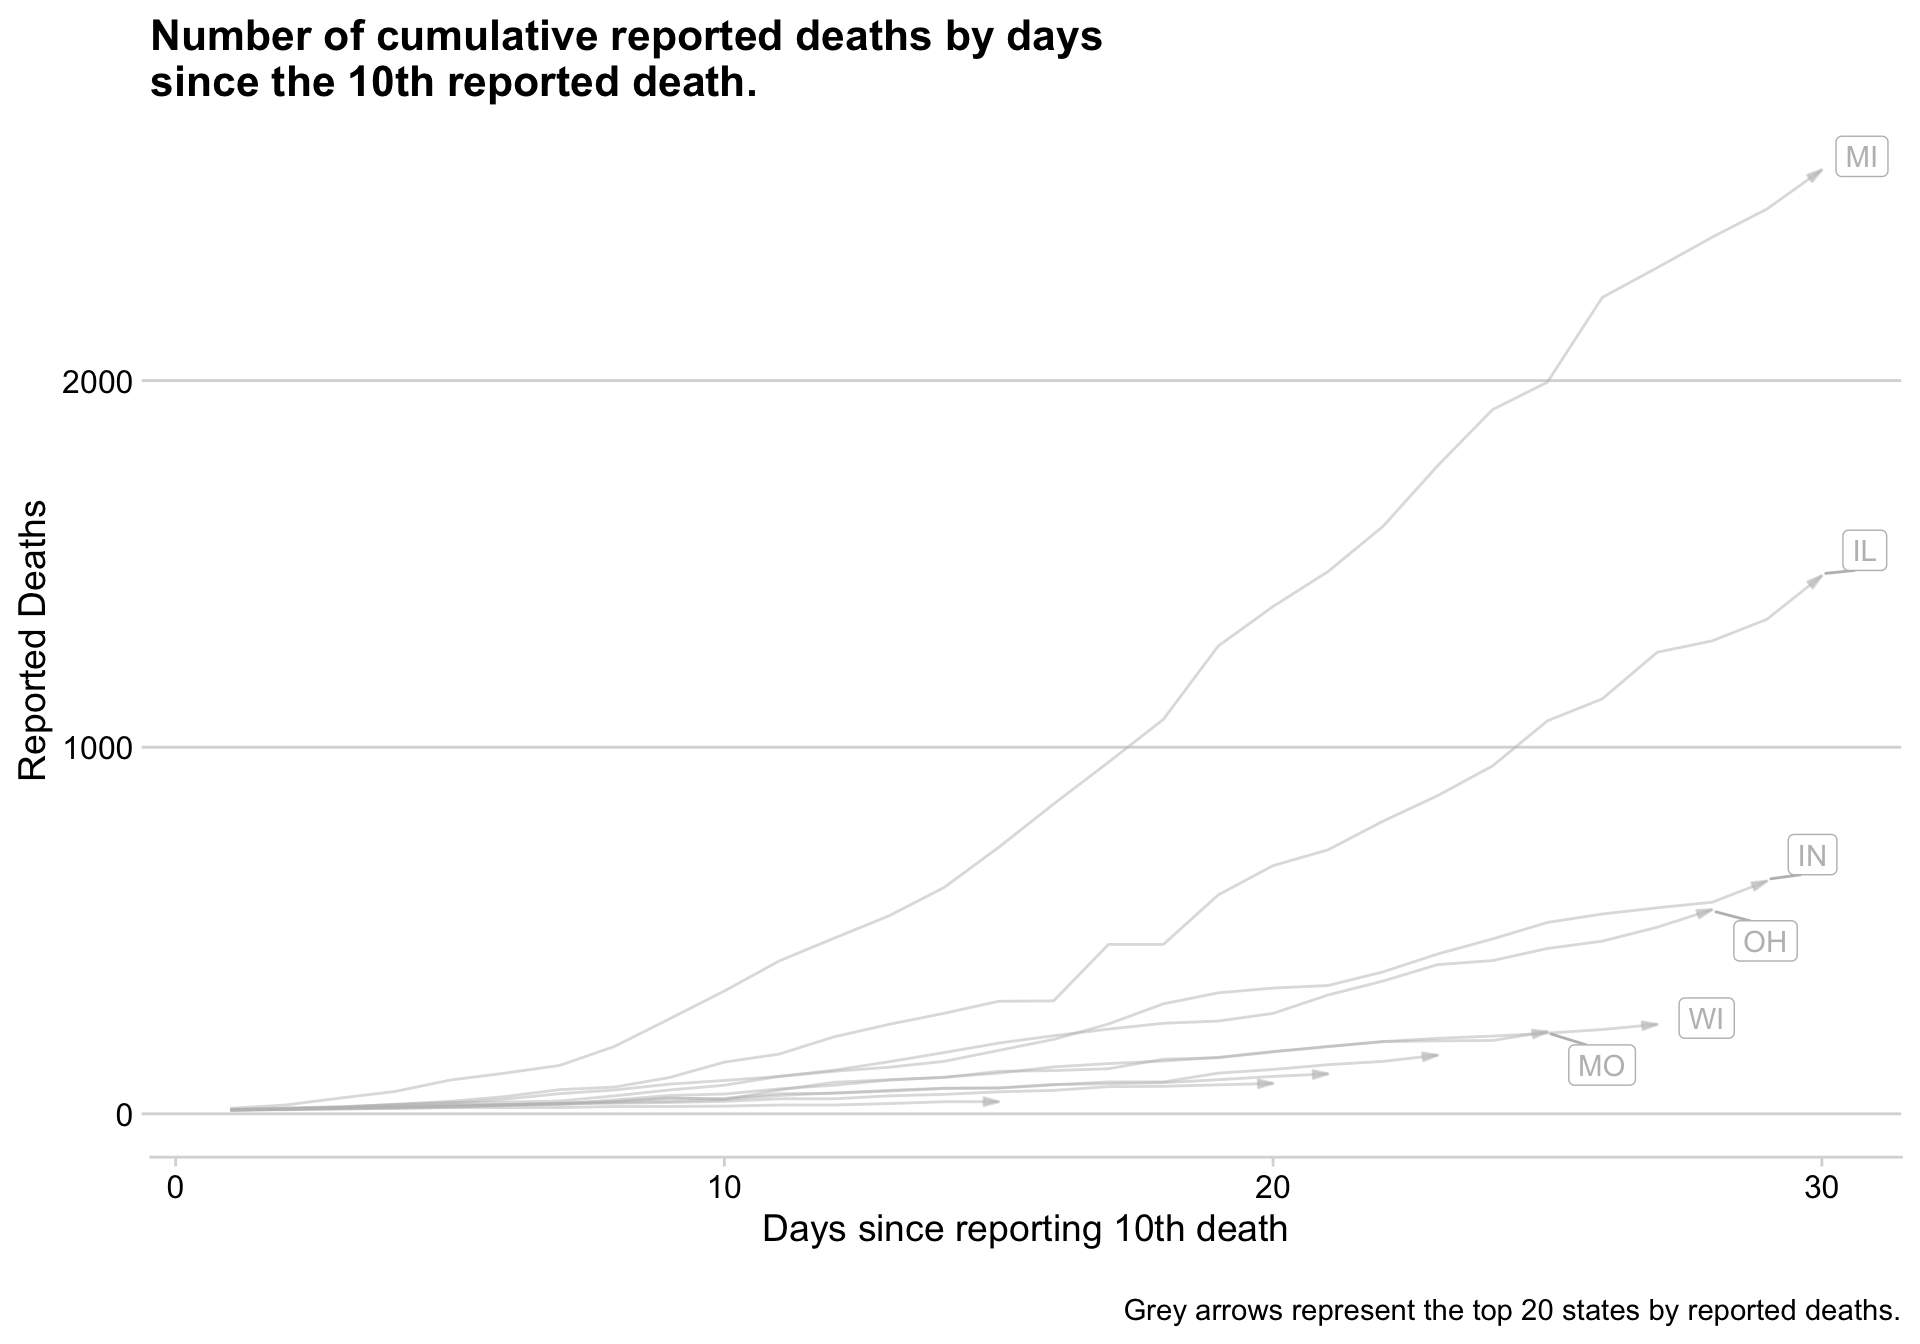 Number of cumulative reported deaths by days
since the 10th reported death.
MI
2000
IL
Reported Deaths
1000
IN
OH
WI
MO
0
0 10 20 30
Days since reporting 10th death
Grey arrows represent the top 20 states by reported deaths.